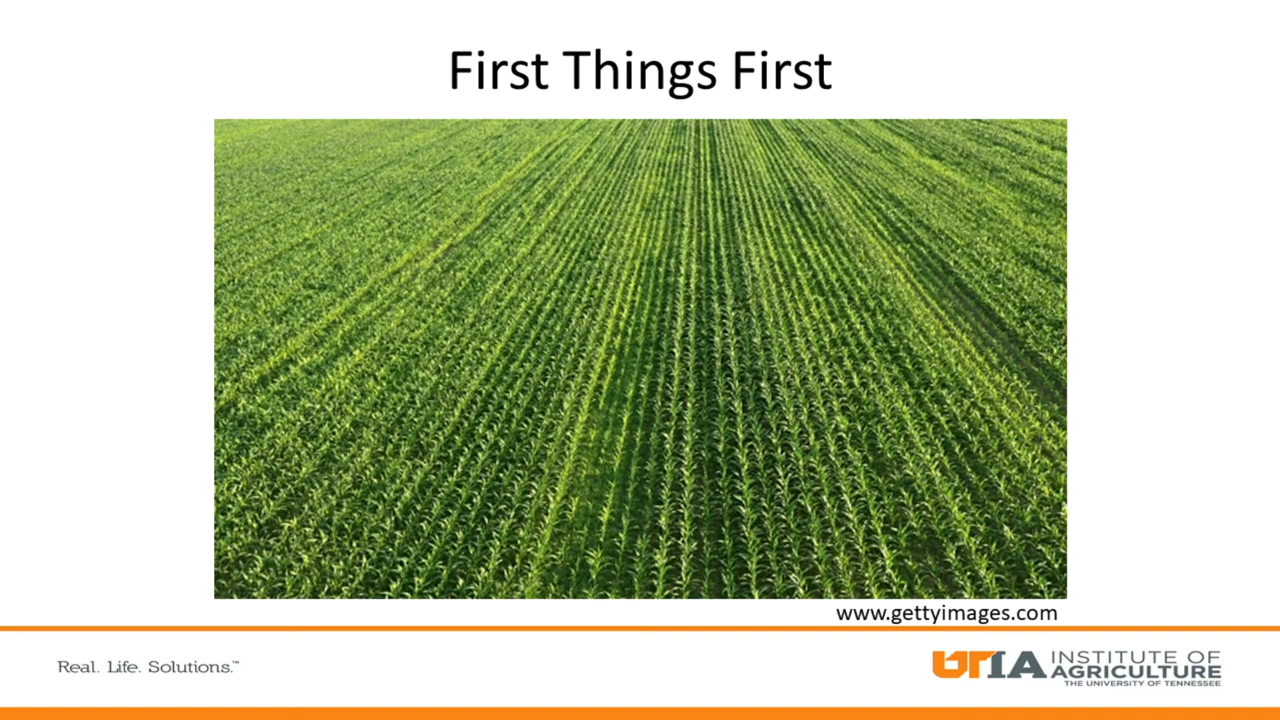 First Things First
www.gettyimages.com
Real. Life. Solutions.™
UTIA INSTITUTE OF
AGRICULTURE
THE UNIVERSITY OF TENNESSEE